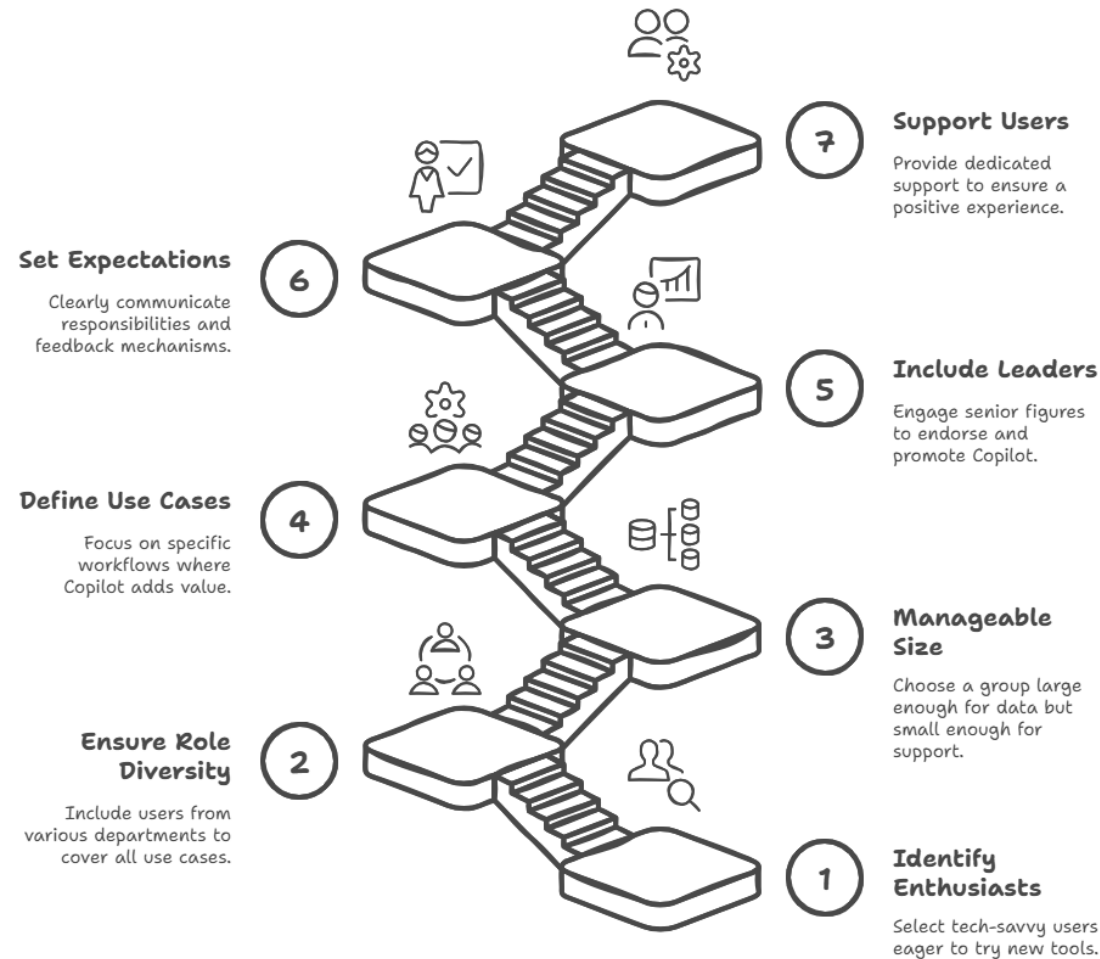 7
Support Users
Provide dedicated
support to ensure a
positive experience.
Set Expectations
6
Clearly communicate
responsibilities and
feedback mechanisms.
5
Include Leaders
Engage senior figures
to endorse and
promote Copilot.
Define Use Cases
4
Focus on specific
workflows where
Copilot adds value.
3
Manageable
Size
Choose a group large
enough for data but
small enough for
support.
Ensure Role
Diversity
2
Include users from
various departments to
cover all use cases.
1
Identify
Enthusiasts
Select tech-savvy users
eager to try new tools.